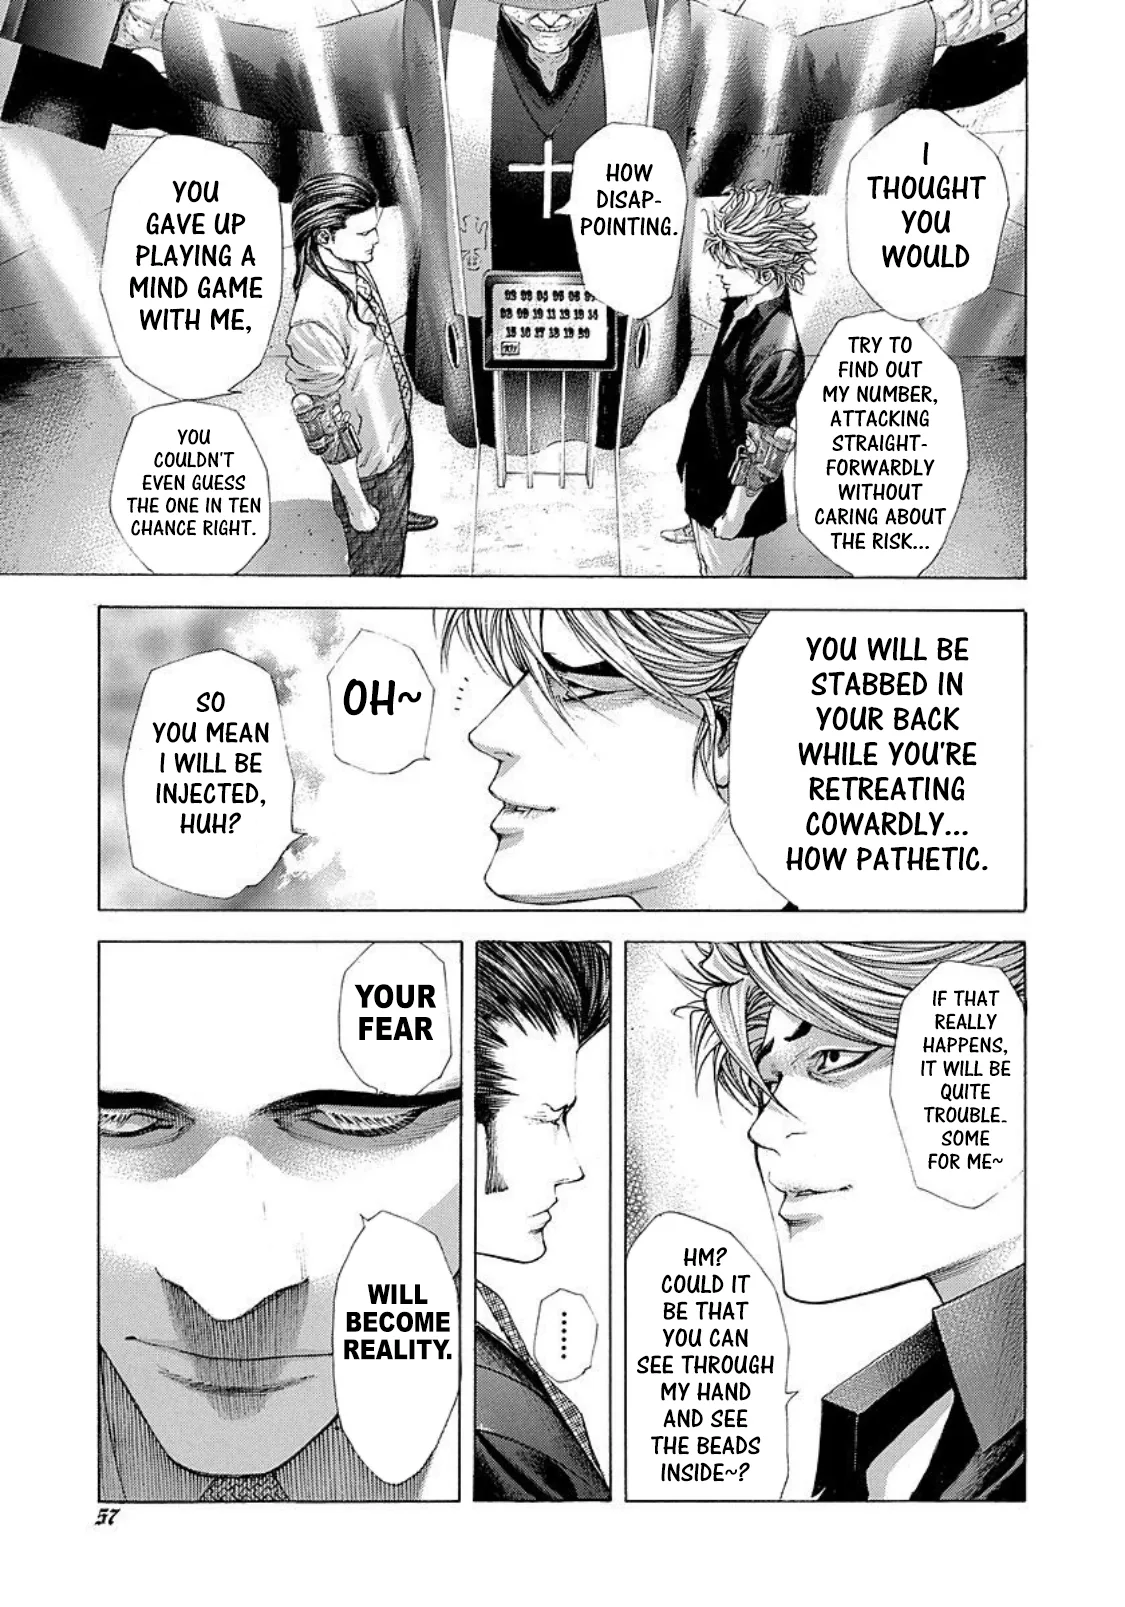 I
THOUGHT
YOU
WOULD
TRY TO
FIND OUT
MY NUMBER,
ATTACKING
STRAIGHT-
FORWARDLY
WITHOUT
CARING ABOUT
THE RISK...
HOW
DISAP-
POINTING.
YOU
GAVE UP
PLAYING A
MIND GAME
WITH ME,
YOU
COULDN'T
EVEN GUESS
THE ONE IN TEN
CHANCE RIGHT.
YOU WILL BE
STABBED IN
YOUR BACK
WHILE YOU'RE
RETREATING
COWARDLY...
HOW PATHETIC.
OH~
SO
YOU MEAN
I WILL BE
INJECTED,
HUH?
IF THAT
REALLY
HAPPENS,
IT WILL BE
QUITE
TROUBLE-
SOME
FOR ME~
HM?
COULD IT
BE THAT
YOU CAN
SEE THROUGH
MY HAND
AND SEE
THE BEADS
INSIDE~?
......
YOUR
FEAR
WILL
BECOME
REALITY.
57